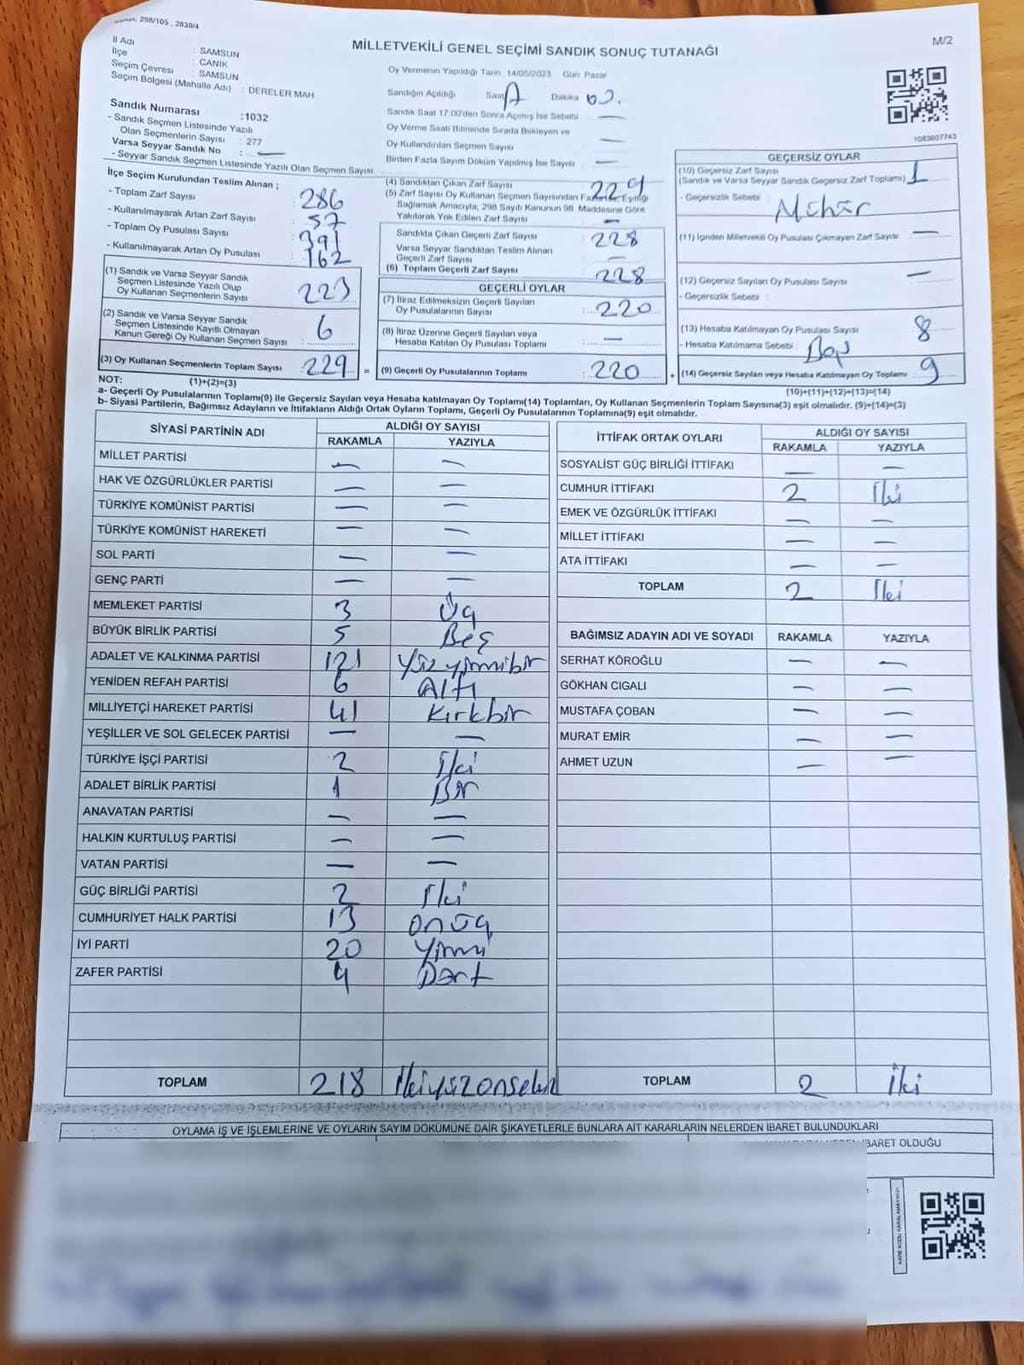 298/105 , 2839/4
MİLLETVEKİLİ GENEL SEÇİMİ SANDIK SONUÇ TUTANAĞI
M/2
İl Adı : SAMSUN
İlçe : CANİK
Seçim Çevresi : SAMSUN
Seçim Bölgesi (Mahalle Adı) : DERELER MAH
Sandık Numarası :1032
- Sandık Seçmen Listesinde Yazılı
Olan Seçmenlerin Sayısı : 277
Varsa Seyyar Sandık No : —
- Seyyar Sandık Seçmen Listesinde Yazılı Olan Seçmen Sayısı
Oy Vermenin Yapıldığı Tarih : 14/05/2023 Gün Pazar
Sandığın Açıldığı Saat A Dakika
Sandık Saat 17:00'den Sonra Açılmış İse Sebebi —
Oy Verme Saati Bitiminde Sırada Bekleyen ve
Oy Kullandırılan Seçmen Sayısı —
Birden Fazla Sayım Döküm Yapılmış İse Sayısı —
1083607743
İlçe Seçim Kurulundan Teslim Alınan ;
- Toplam Zarf Sayısı : 286
- Kullanılmayarak Artan Zarf Sayısı : 57
- Toplam Oy Pusulası Sayısı : 391
- Kullanılmayarak Artan Oy Pusulası : 162
(1) Sandık ve Varsa Seyyar Sandık
Seçmen Listesinde Yazılı Olup
Oy Kullanan Seçmenlerin Sayısı : 223
(2) Sandık ve Varsa Seyyar Sandık
Seçmen Listesinde Kayıtlı Olmayan
Kanun Gereği Oy Kullanan Seçmen Sayısı : 6
(3) Oy Kullanan Seçmenlerin Toplam Sayısı 229 =
(4) Sandıktan Çıkan Zarf Sayısı 229
(5) Zarf Sayısı Oy Kullanan Seçmen Sayısından Fazla ise, Eşitliği
Sağlamak Amacıyla, 298 Sayılı Kanunun 98. Maddesine Göre
Yakılarak Yok Edilen Zarf Sayısı —
Sandıkta Çıkan Geçerli Zarf Sayısı 228
Varsa Seyyar Sandıktan Teslim Alınan
Geçerli Zarf Sayısı —
(6) Toplam Geçerli Zarf Sayısı 228
GEÇERLİ OYLAR
(7) İtiraz Edilmeksizin Geçerli Sayılan
Oy Pusulalarının Sayısı : 220
(8) İtiraz Üzerine Geçerli Sayılan veya
Hesaba Katılan Oy Pusulası Toplamı : —
(9) Geçerli Oy Pusulalarının Toplamı : 220 +
GEÇERSİZ OYLAR
(10) Geçersiz Zarf Sayısı
(Sandık ve Varsa Seyyar Sandık Geçersiz Zarf Toplamı) 1
- Geçersizlik Sebebi : Mühür
(11) İçinden Milletvekili Oy Pusulası Çıkmayan Zarf Sayısı —
(12) Geçersiz Sayılan Oy Pusulası Sayısı —
- Geçersizlik Sebebi :
(13) Hesaba Katılmayan Oy Pusulası Sayısı 8
- Hesaba Katılmama Sebebi : Boş
(14) Geçersiz Sayılan veya Hesaba Katılmayan Oy Toplamı : 9
NOT: (1)+(2)=(3)
(10)+(11)+(12)+(13)=(14)
a- Geçerli Oy Pusulalarının Toplamı(9) ile Geçersiz Sayılan veya Hesaba katılmayan Oy Toplamı(14) Toplamları, Oy Kullanan Seçmenlerin Toplam Sayısına(3) eşit olmalıdır. (9)+(14)=(3)
b- Siyasi Partilerin, Bağımsız Adayların ve İttifakların Aldığı Ortak Oyların Toplamı, Geçerli Oy Pusulalarının Toplamına(9) eşit olmalıdır.
SİYASİ PARTİNİN ADI ALDIĞI OY SAYISI
RAKAMLA YAZIYLA
MİLLET PARTİSİ — —
HAK VE ÖZGÜRLÜKLER PARTİSİ — —
TÜRKİYE KOMÜNİST PARTİSİ — —
TÜRKİYE KOMÜNİST HAREKETİ — —
SOL PARTİ — —
GENÇ PARTİ — —
MEMLEKET PARTİSİ 3 Üç
BÜYÜK BİRLİK PARTİSİ 5 Beş
ADALET VE KALKINMA PARTİSİ 121 Yüzyirmibir
YENİDEN REFAH PARTİSİ 6 Altı
MİLLİYETÇİ HAREKET PARTİSİ 41 Kırkbir
YEŞİLLER VE SOL GELECEK PARTİSİ — —
TÜRKİYE İŞÇİ PARTİSİ 2 İki
ADALET BİRLİK PARTİSİ 1 Bir
ANAVATAN PARTİSİ — —
HALKIN KURTULUŞ PARTİSİ — —
VATAN PARTİSİ — —
GÜÇ BİRLİĞİ PARTİSİ 2 İki
CUMHURİYET HALK PARTİSİ 13 onüç
İYİ PARTİ 20 Yirmi
ZAFER PARTİSİ 4 Dört
TOPLAM 218 İkiyüzonsekiz
İTTİFAK ORTAK OYLARI ALDIĞI OY SAYISI
RAKAMLA YAZIYLA
SOSYALİST GÜÇ BİRLİĞİ İTTİFAKI — —
CUMHUR İTTİFAKI 2 İki
EMEK VE ÖZGÜRLÜK İTTİFAKI — —
MİLLET İTTİFAKI — —
ATA İTTİFAKI — —
TOPLAM 2 İki
BAĞIMSIZ ADAYIN ADI VE SOYADI RAKAMLA YAZIYLA
SERHAT KÖROĞLU — —
GÖKHAN CIGALI — —
MUSTAFA ÇOBAN — —
MURAT EMİR — —
AHMET UZUN — —
TOPLAM 2 İki
OYLAMA İŞ VE İŞLEMLERİNE VE OYLARIN SAYIM DÖKÜMÜNE DAİR ŞİKAYETLERLE BUNLARA AİT KARARLARIN NELERDEN İBARET BULUNDUKLARI
BARET OLDUĞU